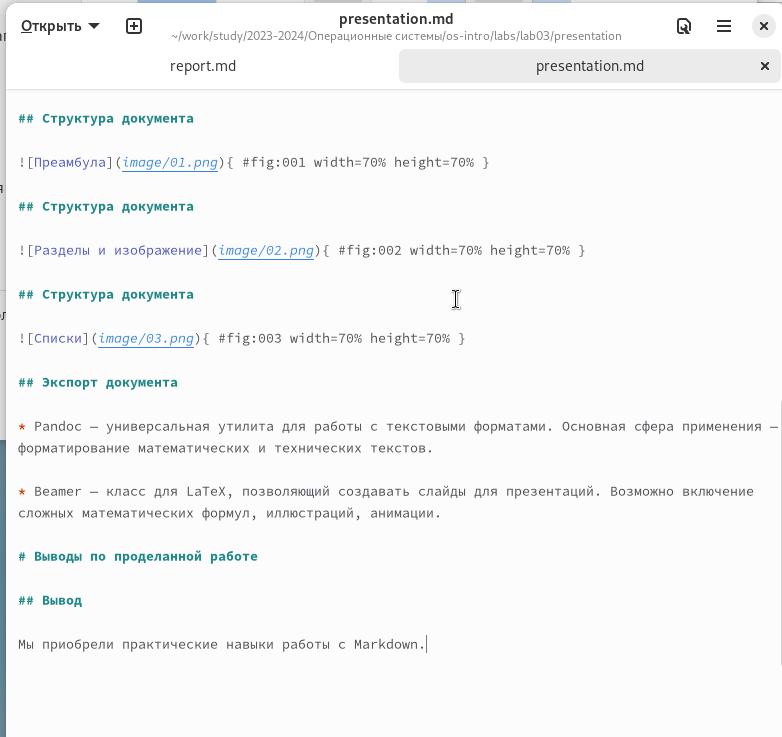 Открыть
presentation.md
~/work/study/2023-2024/Операционные системы/os-intro/labs/lab03/presentation
report.md
presentation.md
## Структура документа
![Преамбула](image/01.png){ #fig:001 width=70% height=70% }
## Структура документа
![Разделы и изображение](image/02.png){ #fig:002 width=70% height=70% }
## Структура документа
![Списки](image/03.png){ #fig:003 width=70% height=70% }
## Экспорт документа
* Pandoc — универсальная утилита для работы с текстовыми форматами. Основная сфера применения —
форматирование математических и технических текстов.
* Beamer — класс для LaTeX, позволяющий создавать слайды для презентаций. Возможно включение
сложных математических формул, иллюстраций, анимации.
# Выводы по проделанной работе
## Вывод
Мы приобрели практические навыки работы с Markdown.